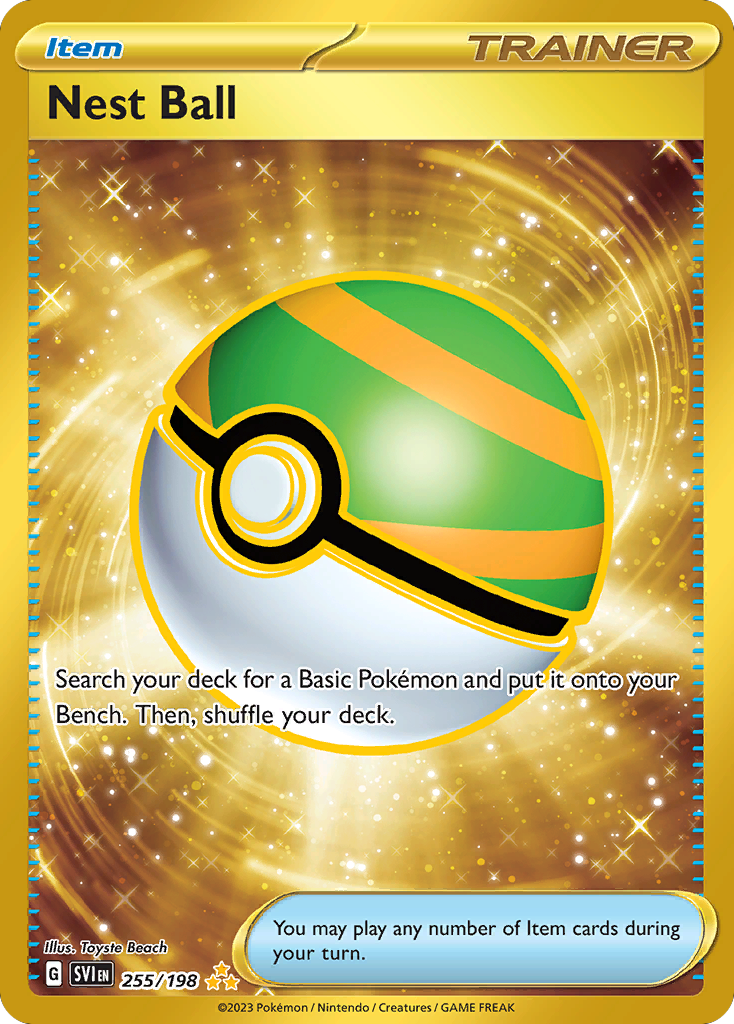 Item
TRAINER
Nest Ball
Search your deck for a Basic Pokémon and put it onto your
Bench. Then, shuffle your deck.
You may play any number of Item cards during
your turn.
Illus. Toyste Beach
G SVI EN 255/198
©2023 Pokémon / Nintendo / Creatures / GAME FREAK